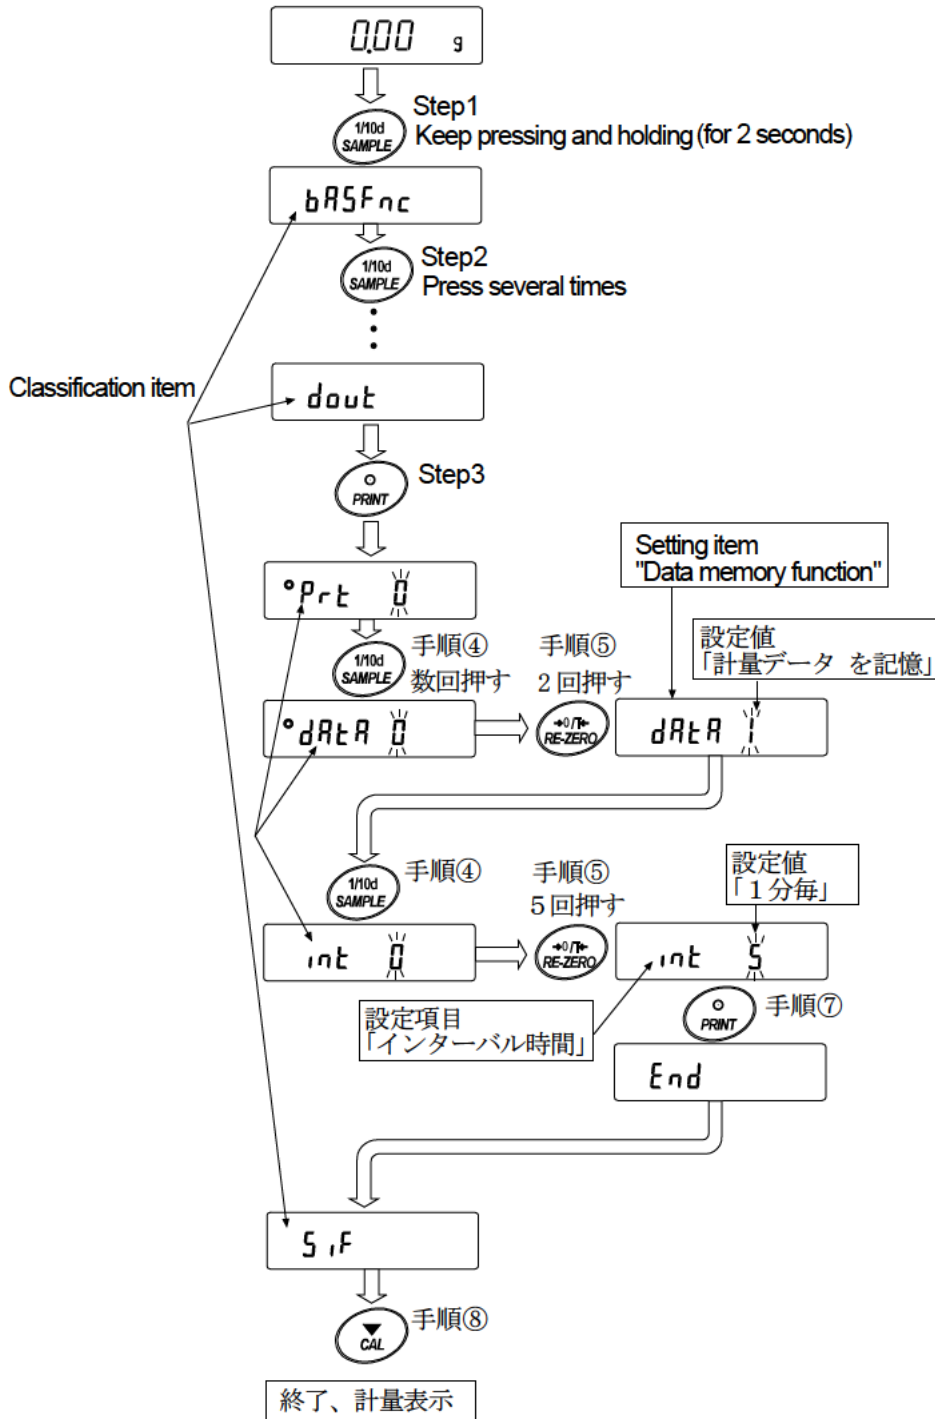 0.00 g
Step1
1/10d
SAMPLE
Keep pressing and holding (for 2 seconds)
bASFnc
Step2
1/10d
SAMPLE
Press several times
Classification item
dout
Step3
PRINT
Setting item
"Data memory function"
Prt 0
手順④
数回押す
1/10d
SAMPLE
手順⑤
2回押す
→0/T←
RE-ZERO
設定値
「計量データ を記憶」
dAtA 0
dAtA 1
手順④
1/10d
SAMPLE
手順⑤
5回押す
→0/T←
RE-ZERO
設定値
「1分毎」
int 0
int 5
設定項目
「インターバル時間」
手順⑦
PRINT
End
SiF
手順⑧
CAL
終了、計量表示